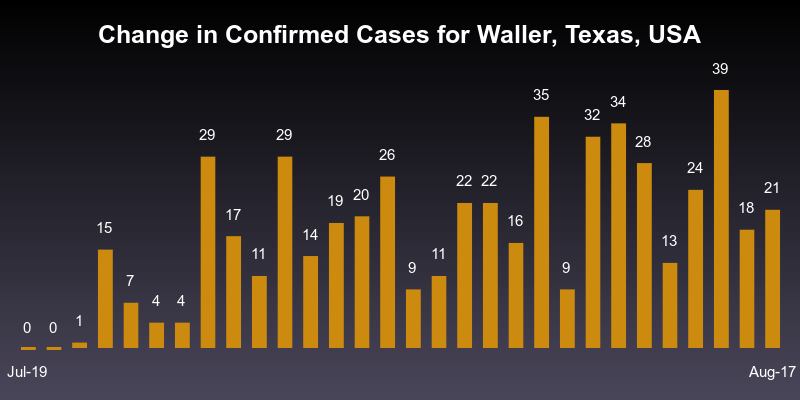 Change in Confirmed Cases for Waller, Texas, USA
0 0 1 15 7 4 4 29 17 11 29 14 19 20 26 9 11 22 22 16 35 9 32 34 28 13 24 39 18 21
Jul-19 Aug-17